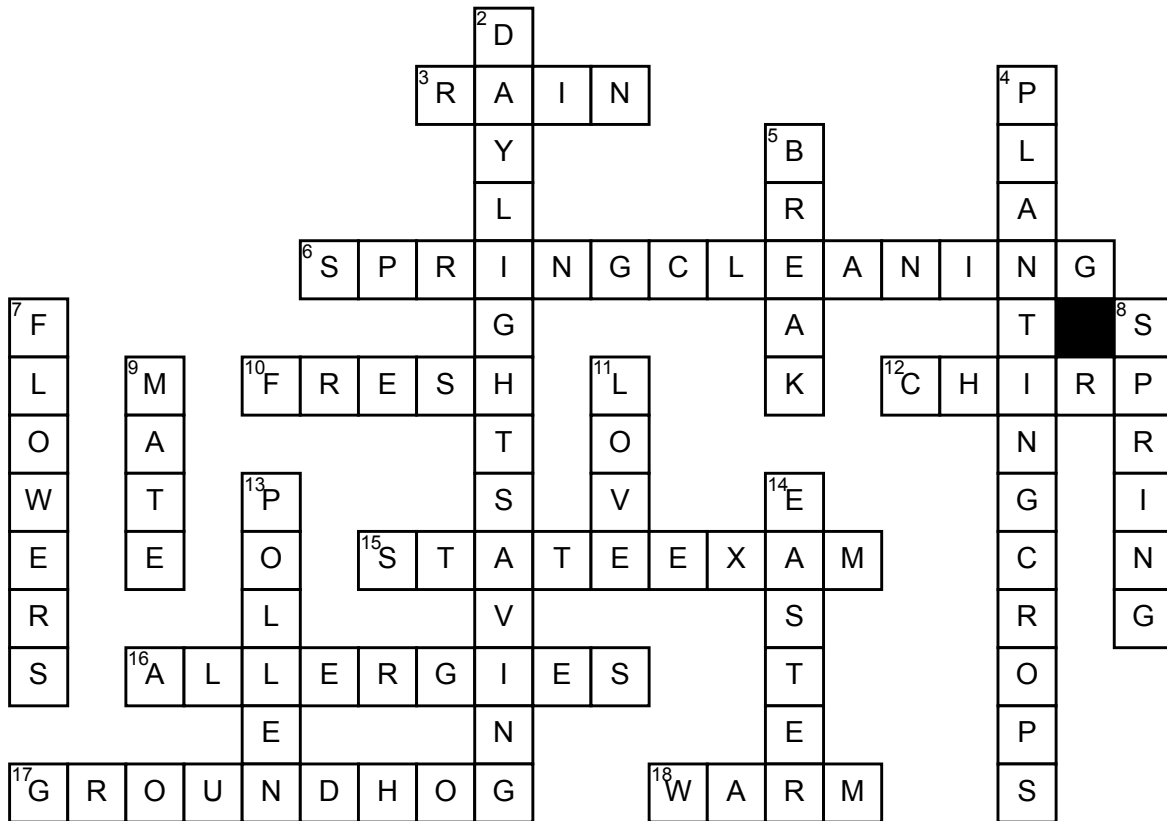 2 D
3 R A I N 4 P
Y 5 B L
L R A
6 S P R I N G C L E A N I N G
7 F G A T 8 S
L 9 M 10 F R E S H 11 L K 12 C H I R P
O A T O N R
W T 13 P S V 14 E G I
E E O 15 S T A T E E X A M C N
R L V S R G
S 16 A L L E R G I E S T O
E N E P
17 G R O U N D H O G 18 W A R M S